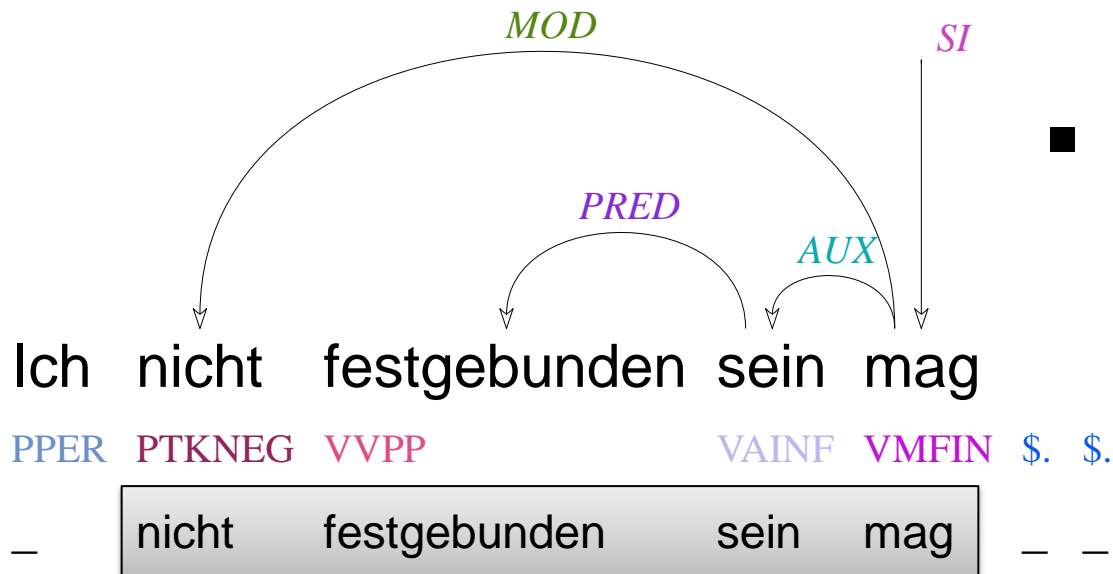 MOD
SI
PRED
AUX
Ich nicht festgebunden sein mag
PPER PTKNEG VVPP VAINF VMFIN $. $.
_ nicht festgebunden sein mag _ _